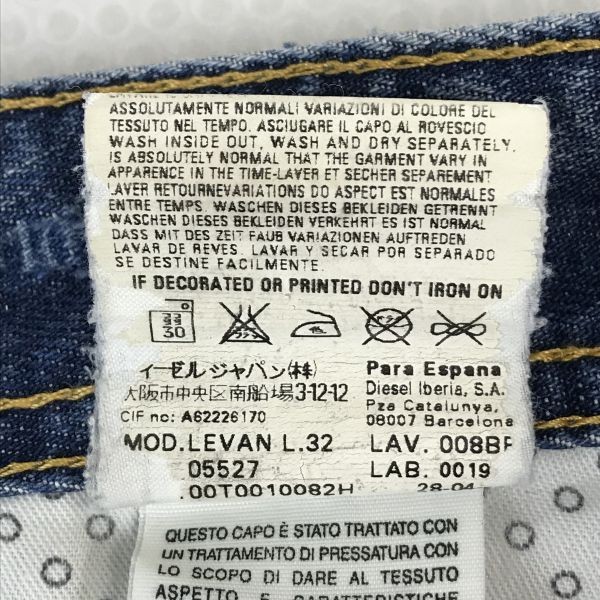 ASSOLUTAMENTE NORMALI VARIAZIONI DI COLORE DEL
TESSUTO NEL TEMPO. ASCIUGARE IL CAPO AL ROVESCIO
WASH INSIDE OUT, WASH AND DRY SEPARATELY.
IS ABSOLUTELY NORMAL THAT THE GARMENT VARY IN
APPARENCE IN THE TIME-LAVER ET SECHER SEPAREMENT
LAVER RETOURNEVARIATIONS DO ASPECT EST NORMALES
ENTRE TEMPS. WASCHEN DIESES BEKLEIDEN GETRENNT
WASCHEN DIESES BEKLEIDEN VERKEHRT ES IST NORMAL
DASS MIT DES ZEIT FAUB VARIAZIONEN AUFTREDEN
LAVAR DE REVES. LAVAR Y SECAR POR SEPARADO
SE DESTINE FACILMENTE.
IF DECORATED OR PRINTED DON'T IRON ON
30
ィーゼルジャパン(株) Para Espana
大阪市中央区南船場3-12-12 Diesel Iberia, S.A.
Pza Catalunya,
CIF no: A62226170 08007 Barcelona
MOD.LEVAN L.32 LAV. 008BF
05527 LAB. 0019
.00T0010082H 28-04
QUESTO CAPO È STATO TRATTATO CON
UN TRATTAMENTO DI PRESSATURA CON
LO SCOPO DI DARE AL TESSUTO
ASPETTO E CARATTERISTICHE